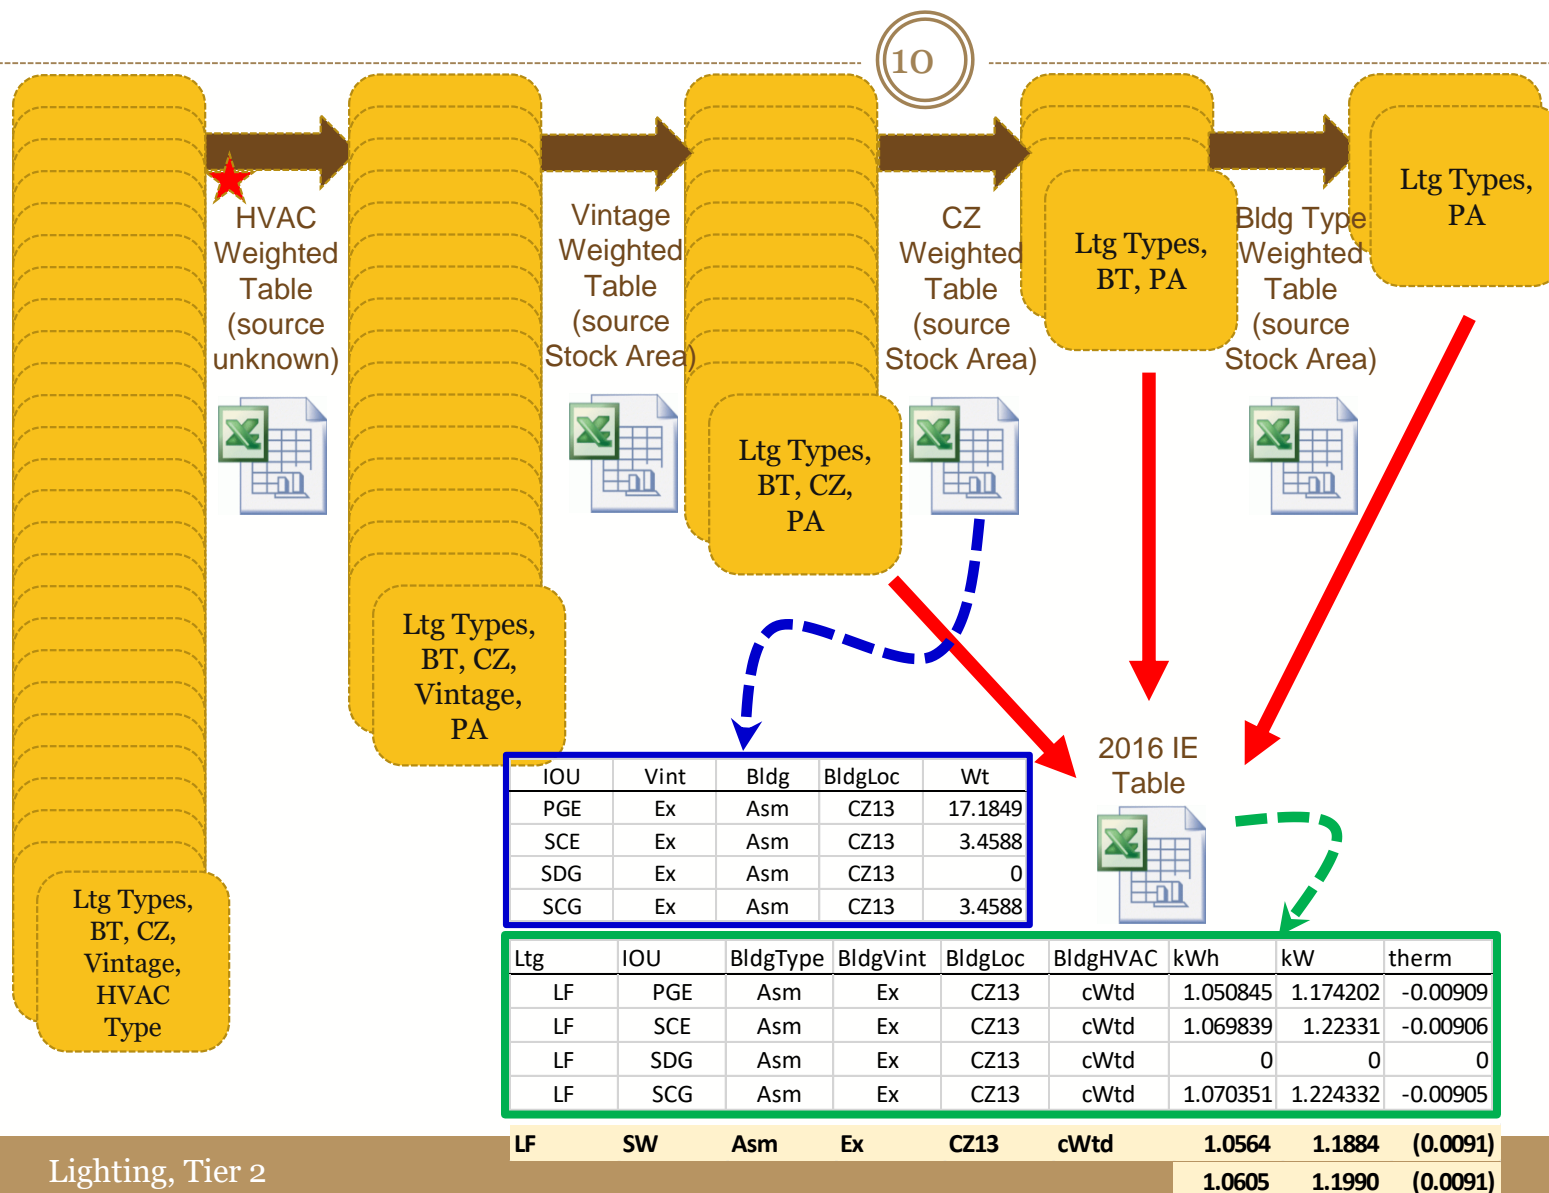 10
HVAC
Weighted
Table
(source
unknown)
Vintage
Weighted
Table
(source
Stock Area)
CZ
Weighted
Table
(source
Stock Area)
Bldg Type
Weighted
Table
(source
Stock Area)
Ltg Types,
PA
Ltg Types,
BT, PA
Ltg Types,
BT, CZ,
PA
Ltg Types,
BT, CZ,
Vintage,
PA
Ltg Types,
BT, CZ,
Vintage,
HVAC
Type
2016 IE
Table
IOU Vint Bldg BldgLoc Wt
PGE Ex Asm CZ13 17.1849
SCE Ex Asm CZ13 3.4588
SDG Ex Asm CZ13 0
SCG Ex Asm CZ13 3.4588
Ltg IOU BldgType BldgVint BldgLoc BldgHVAC kWh kW therm
LF PGE Asm Ex CZ13 cWtd 1.050845 1.174202 -0.00909
LF SCE Asm Ex CZ13 cWtd 1.069839 1.22331 -0.00906
LF SDG Asm Ex CZ13 cWtd 0 0 0
LF SCG Asm Ex CZ13 cWtd 1.070351 1.224332 -0.00905
LF SW Asm Ex CZ13 cWtd 1.0564 1.1884 (0.0091)
1.0605 1.1990 (0.0091)
Lighting, Tier 2